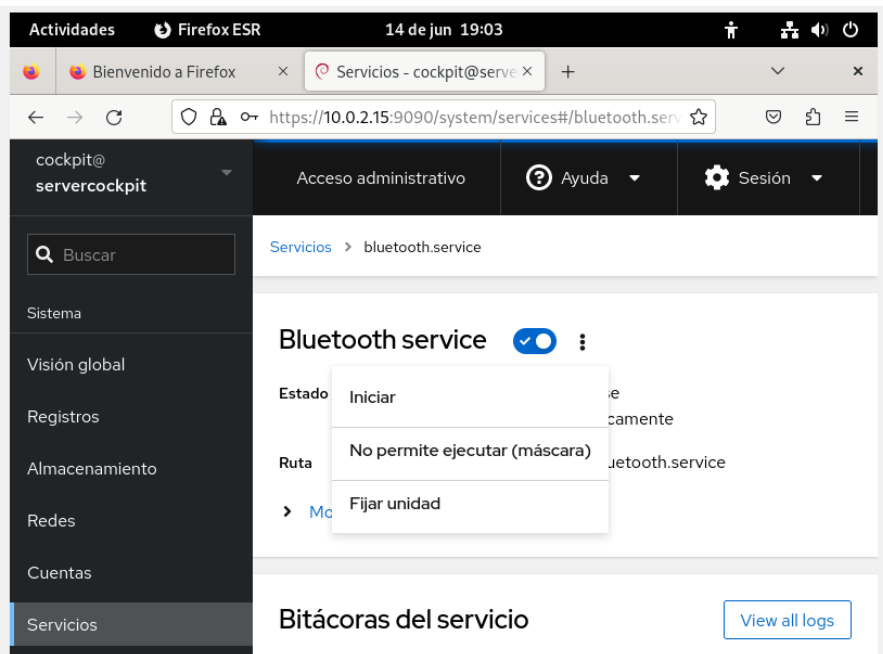 Actividades Firefox ESR 14 de jun 19:03
Bienvenido a Firefox Servicios - cockpit@serve
https://10.0.2.15:9090/system/services#/bluetooth.serv
cockpit@
servercockpit
Acceso administrativo Ayuda Sesión
Buscar
Servicios > bluetooth.service
Sistema
Visión global
Registros
Almacenamiento
Redes
Cuentas
Servicios
Bluetooth service
Estado
Iniciar
camente
No permite ejecutar (máscara)
Ruta
uetooth.service
Fijar unidad
Mo
Bitácoras del servicio
View all logs